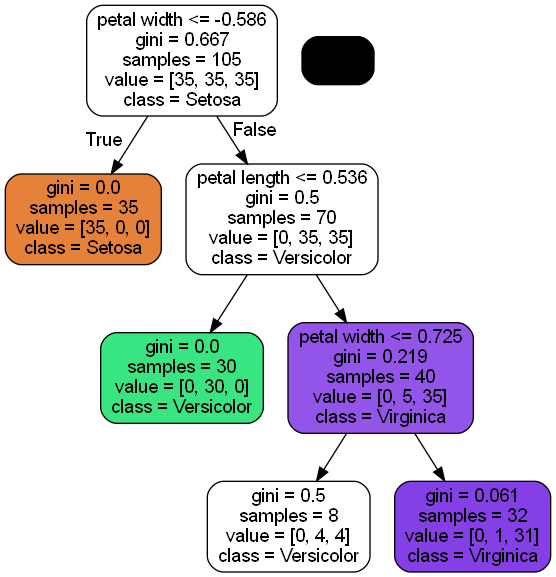 petal width <= -0.586
gini = 0.667
samples = 105
value = [35, 35, 35]
class = Setosa
True
False
gini = 0.0
samples = 35
value = [35, 0, 0]
class = Setosa
petal length <= 0.536
gini = 0.5
samples = 70
value = [0, 35, 35]
class = Versicolor
gini = 0.0
samples = 30
value = [0, 30, 0]
class = Versicolor
petal width <= 0.725
gini = 0.219
samples = 40
value = [0, 5, 35]
class = Virginica
gini = 0.5
samples = 8
value = [0, 4, 4]
class = Versicolor
gini = 0.061
samples = 32
value = [0, 1, 31]
class = Virginica